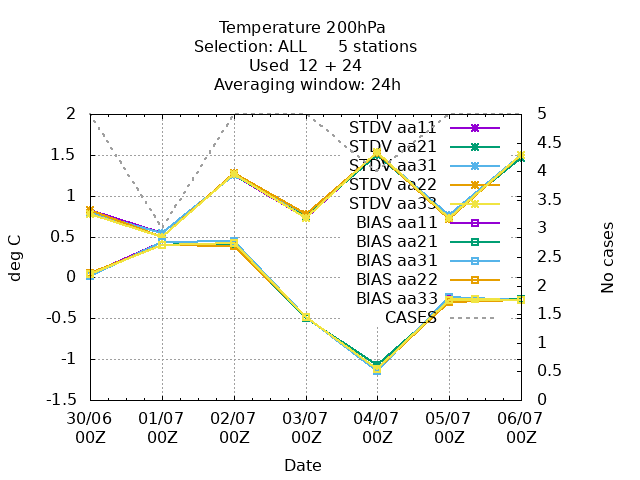 Temperature 200hPa
Selection: ALL      5 stations
Used  12 + 24
Averaging window: 24h
2
1.5
1
0.5
0
-0.5
-1
-1.5
deg C
5
4.5
4
3.5
3
2.5
2
1.5
1
0.5
0
No cases
STDV aa11
STDV aa21
STDV aa31
STDV aa22
STDV aa33
BIAS aa11
BIAS aa21
BIAS aa31
BIAS aa22
BIAS aa33
CASES
30/06 01/07 02/07 03/07 04/07 05/07 06/07
00Z 00Z 00Z 00Z 00Z 00Z 00Z
Date